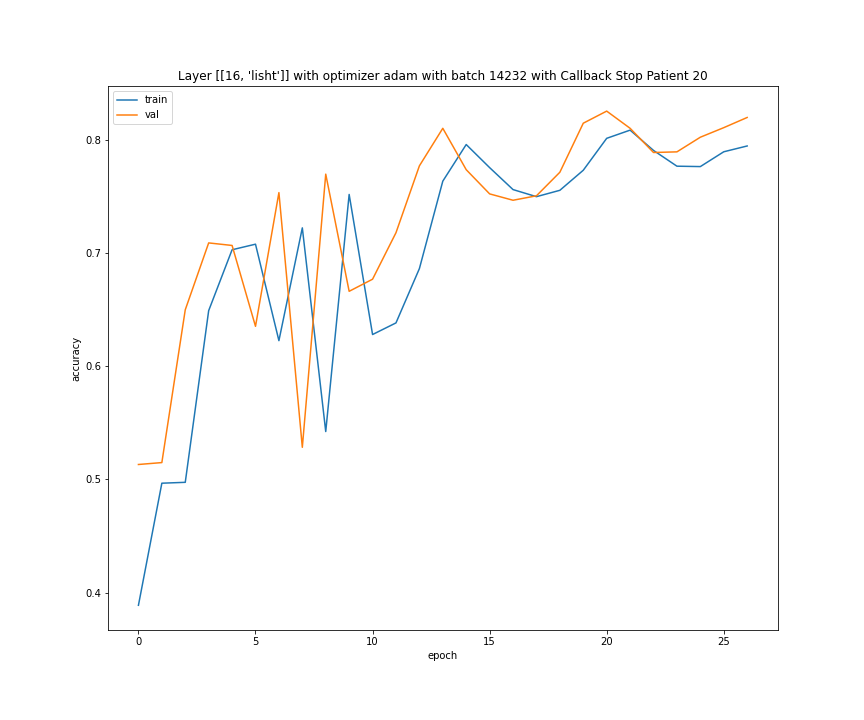 Layer [[16, 'lisht']] with optimizer adam with batch 14232 with Callback Stop Patient 20
train
val
0.8
0.7
0.6
0.5
0.4
accuracy
0
5
10
15
20
25
epoch